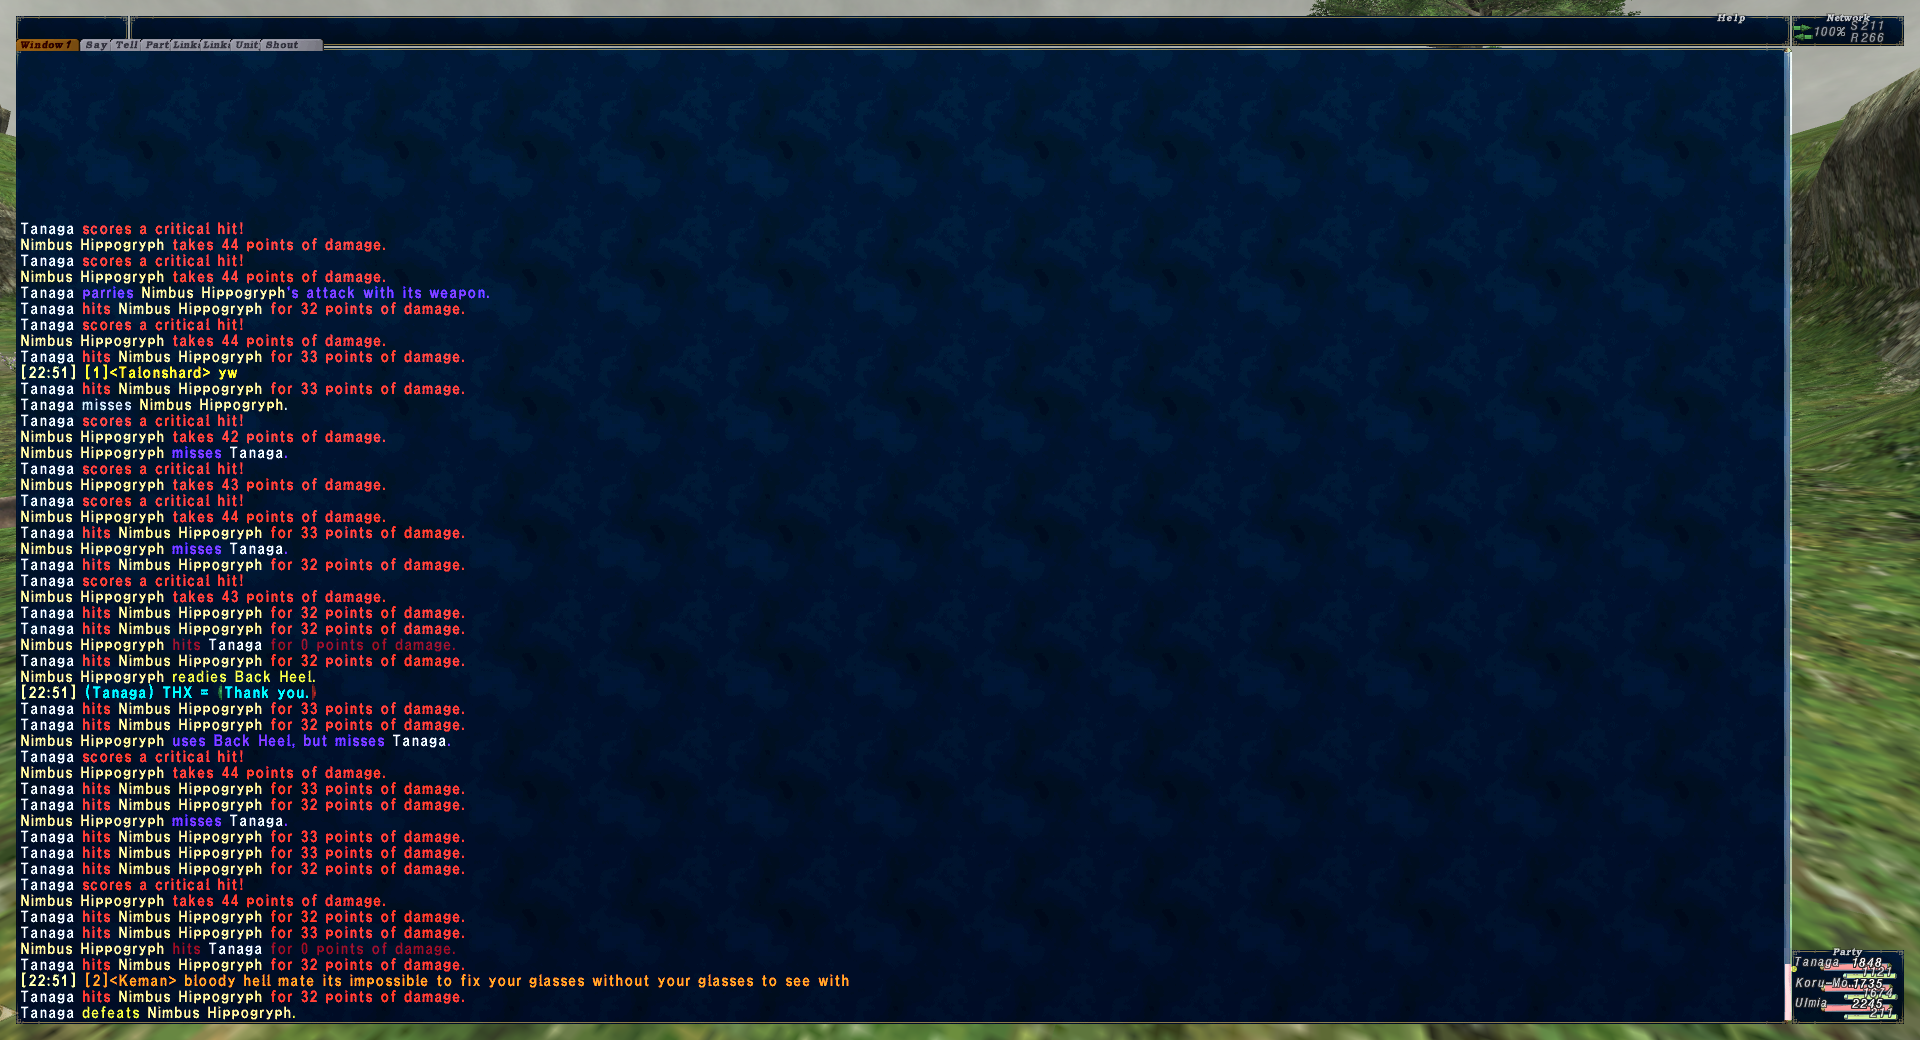 Help
Network
100% S 211
R 266
Window 1 Say Tell Part Link Link Unit Shout
Tanaga scores a critical hit!
Nimbus Hippogryph takes 44 points of damage.
Tanaga scores a critical hit!
Nimbus Hippogryph takes 44 points of damage.
Tanaga parries Nimbus Hippogryph's attack with its weapon.
Tanaga hits Nimbus Hippogryph for 32 points of damage.
Tanaga scores a critical hit!
Nimbus Hippogryph takes 44 points of damage.
Tanaga hits Nimbus Hippogryph for 33 points of damage.
[22:51] [1]<Talonshard> yw
Tanaga hits Nimbus Hippogryph for 33 points of damage.
Tanaga misses Nimbus Hippogryph.
Tanaga scores a critical hit!
Nimbus Hippogryph takes 42 points of damage.
Nimbus Hippogryph misses Tanaga.
Tanaga scores a critical hit!
Nimbus Hippogryph takes 43 points of damage.
Tanaga scores a critical hit!
Nimbus Hippogryph takes 44 points of damage.
Tanaga hits Nimbus Hippogryph for 33 points of damage.
Nimbus Hippogryph misses Tanaga.
Tanaga hits Nimbus Hippogryph for 32 points of damage.
Tanaga scores a critical hit!
Nimbus Hippogryph takes 43 points of damage.
Tanaga hits Nimbus Hippogryph for 32 points of damage.
Tanaga hits Nimbus Hippogryph for 32 points of damage.
Nimbus Hippogryph hits Tanaga for 0 points of damage.
Tanaga hits Nimbus Hippogryph for 32 points of damage.
Nimbus Hippogryph readies Back Heel.
[22:51] (Tanaga) THX = (Thank you.)
Tanaga hits Nimbus Hippogryph for 33 points of damage.
Tanaga hits Nimbus Hippogryph for 32 points of damage.
Nimbus Hippogryph uses Back Heel, but misses Tanaga.
Tanaga scores a critical hit!
Nimbus Hippogryph takes 44 points of damage.
Tanaga hits Nimbus Hippogryph for 33 points of damage.
Tanaga hits Nimbus Hippogryph for 32 points of damage.
Nimbus Hippogryph misses Tanaga.
Tanaga hits Nimbus Hippogryph for 33 points of damage.
Tanaga hits Nimbus Hippogryph for 33 points of damage.
Tanaga hits Nimbus Hippogryph for 32 points of damage.
Tanaga scores a critical hit!
Nimbus Hippogryph takes 44 points of damage.
Tanaga hits Nimbus Hippogryph for 32 points of damage.
Tanaga hits Nimbus Hippogryph for 33 points of damage.
Nimbus Hippogryph hits Tanaga for 0 points of damage.
Tanaga hits Nimbus Hippogryph for 32 points of damage.
[22:51] [2]<Keman> bloody hell mate its impossible to fix your glasses without your glasses to see with
Tanaga hits Nimbus Hippogryph for 32 points of damage.
Tanaga defeats Nimbus Hippogryph.
Party
Tanaga 1848
1121
Koru-Mo. 1735
1674
Ulmia 2245
211